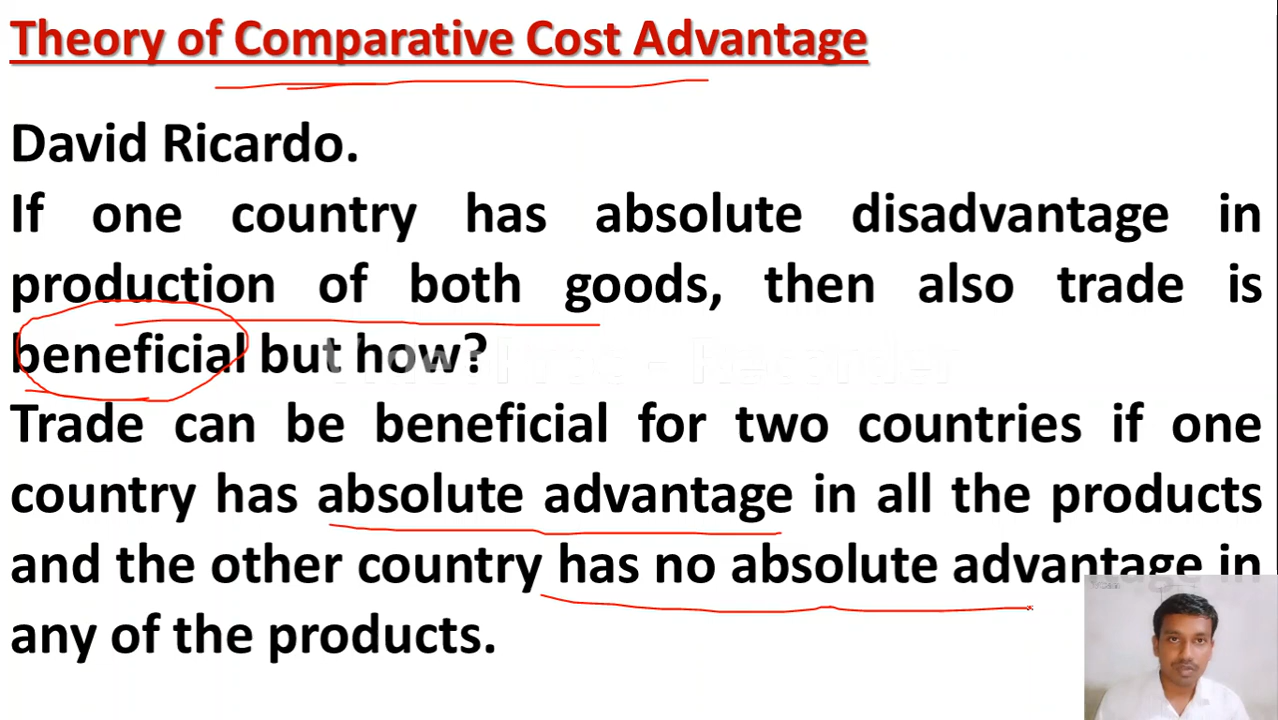 Theory of Comparative Cost Advantage
David Ricardo.
If one country has absolute disadvantage in
production of both goods, then also trade is
beneficial but how?
Trade can be beneficial for two countries if one
country has absolute advantage in all the products
and the other country has no absolute advantage in
any of the products.